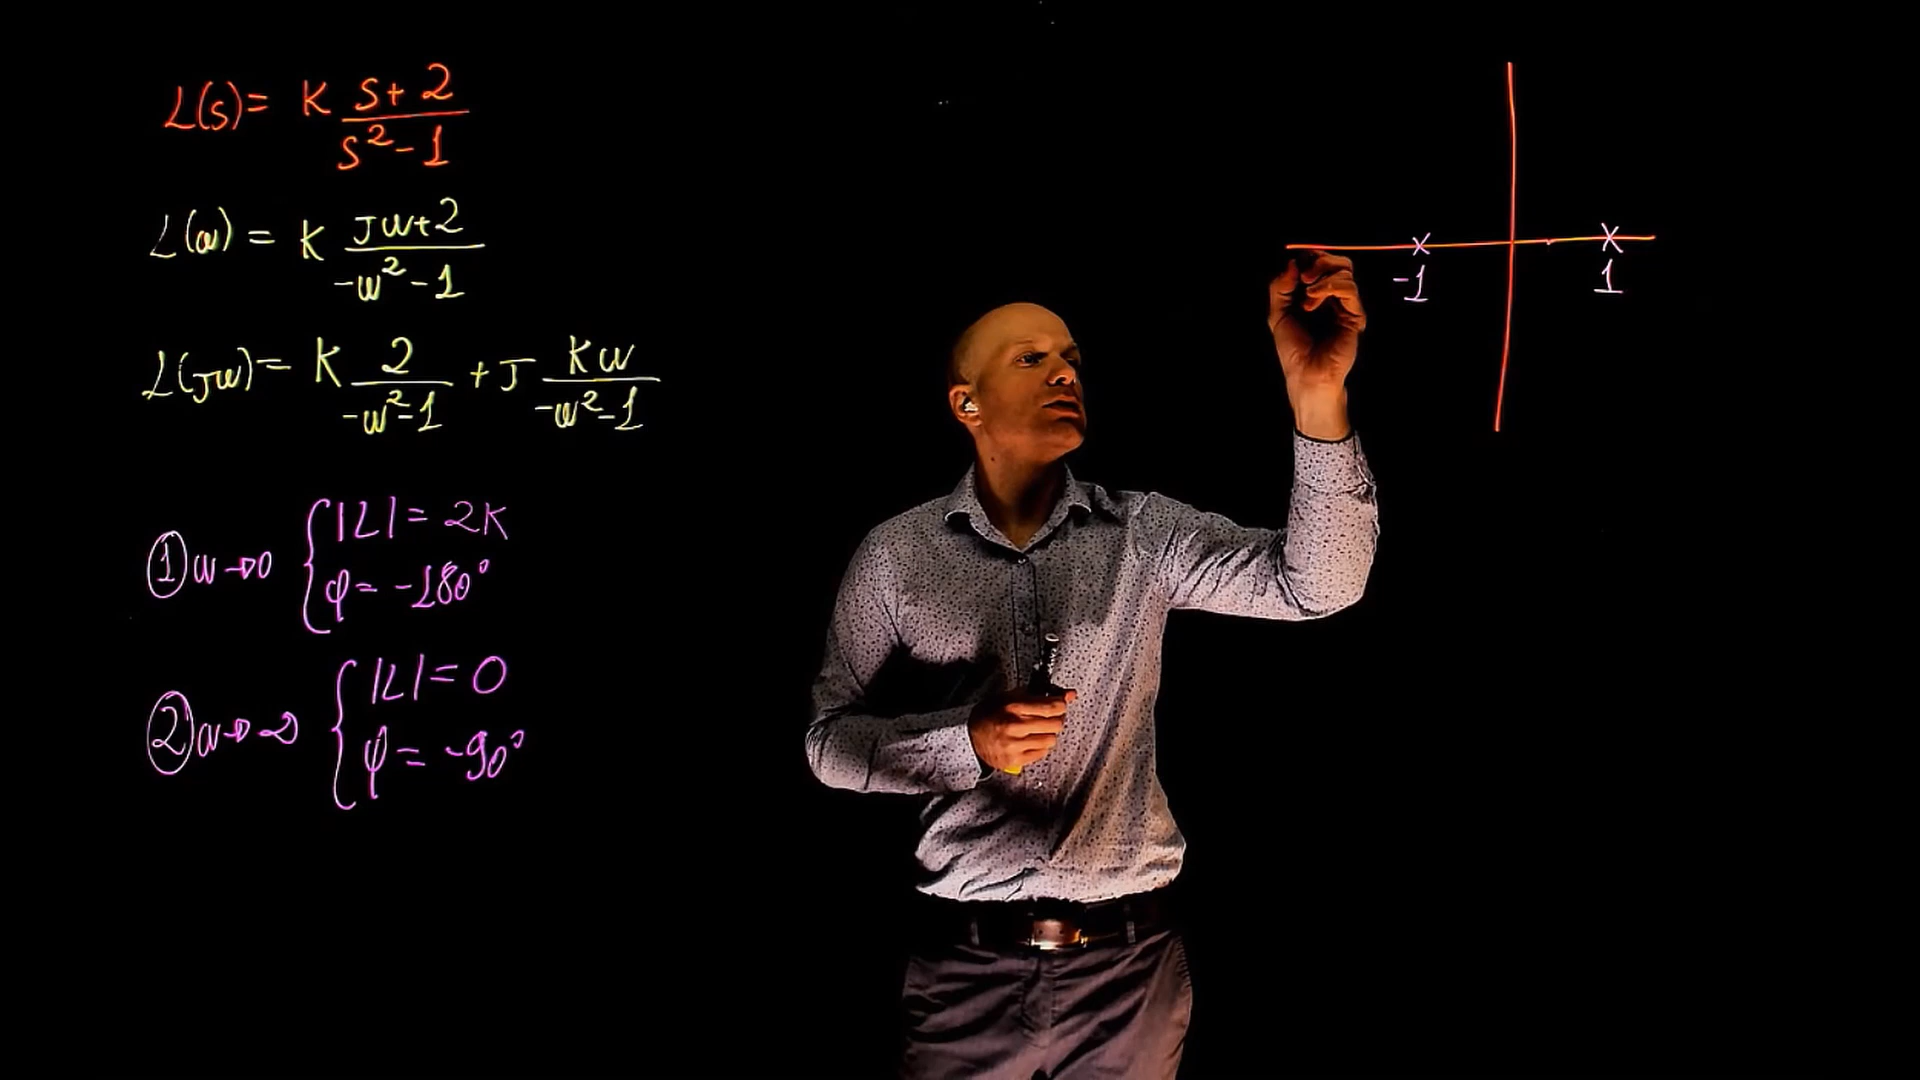 L(s) = K (s+2)/(s²-1)
L(ω) = K (Jω+2)/(-ω²-1)
L(Jω) = K 2/(-ω²-1) + J Kω/(-ω²-1)
① ω→0 { |L| = 2K
φ = -180°
② ω→∞ { |L| = 0
φ = -90°
-1 1